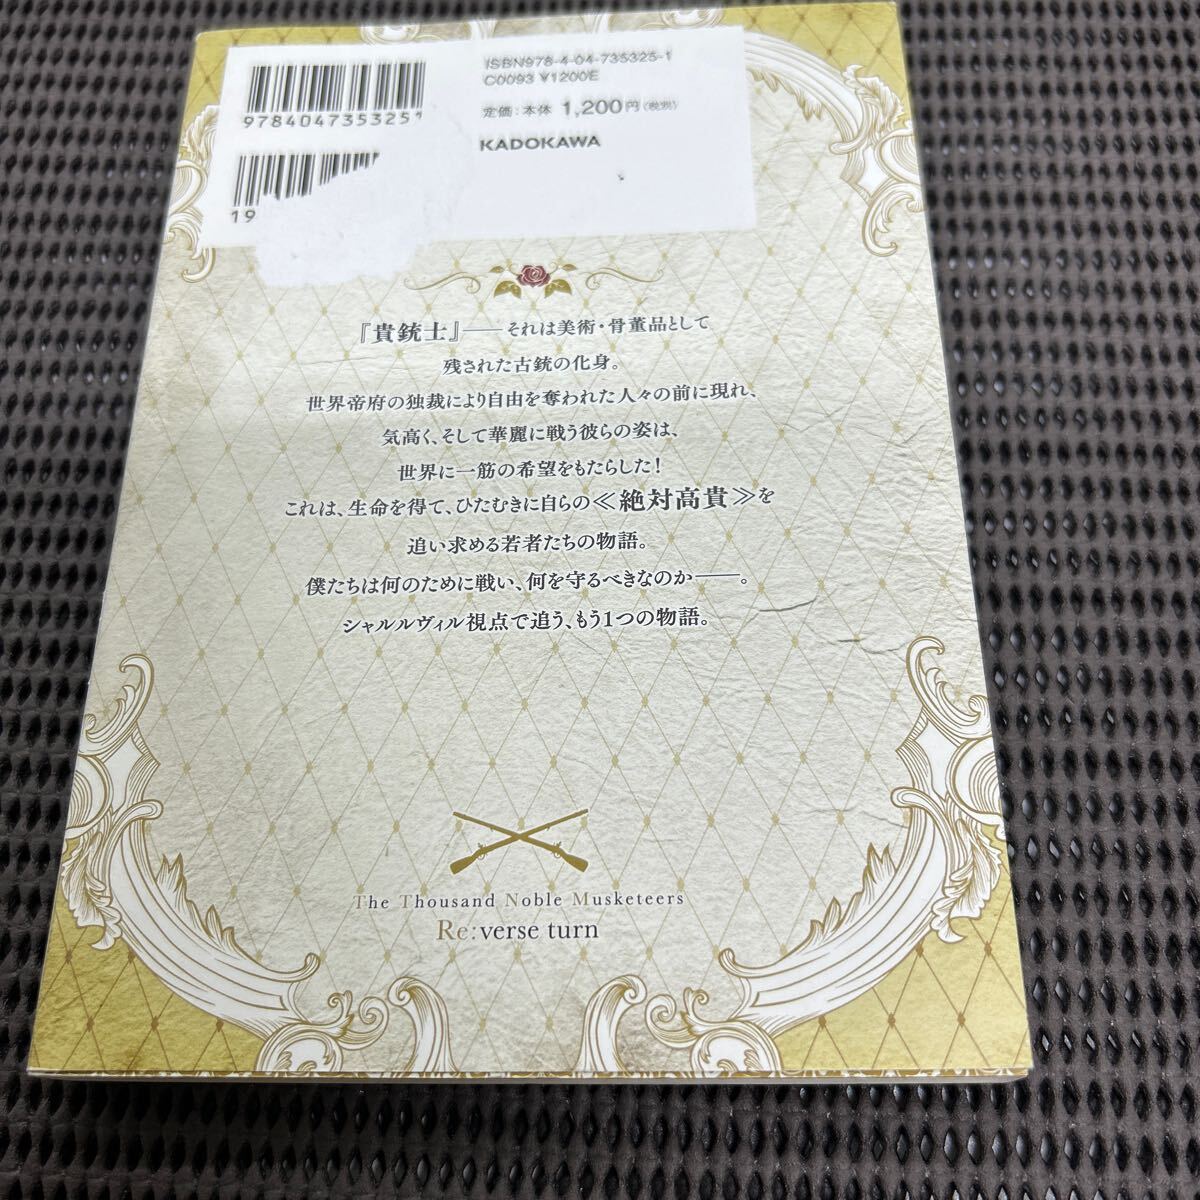 ISBN978-4-04-735325-1
C0093 ¥1200E
定価:本体 1,200円(税別)
KADOKAWA
9784047353251
19
『貴銃士』──それは美術・骨董品として
残された古銃の化身。
世界帝府の独裁により自由を奪われた人々の前に現れ、
気高く、そして華麗に戦う彼らの姿は、
世界に一筋の希望をもたらした!
これは、生命を得て、ひたむきに自らの≪絶対高貴≫を
追い求める若者たちの物語。
僕たちは何のために戦い、何を守るべきなのか──。
シャルルヴィル視点で追う、もう1つの物語。
The Thousand Noble Musketeers
Re:verse turn